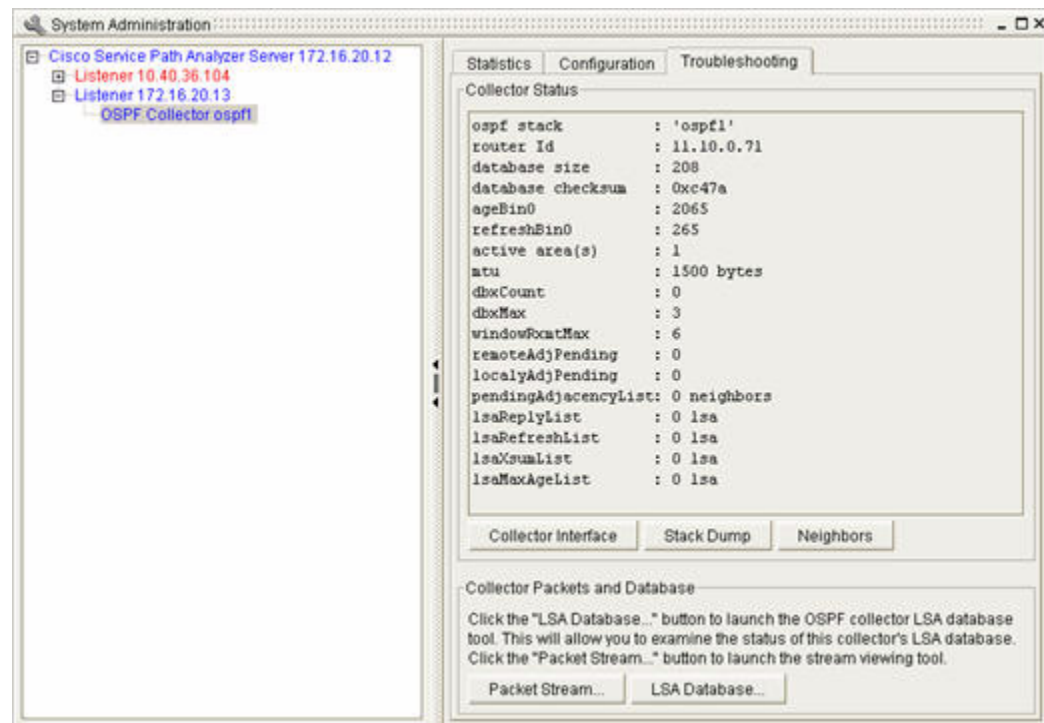 System Administration
Cisco Service Path Analyzer Server 172.16.20.12
Listener 10.40.36.104
Listener 172.16.20.13
OSPF Collector ospf1
Statistics Configuration Troubleshooting
Collector Status
ospf stack : 'ospf1'
router Id : 11.10.0.71
database size : 208
database checksum : 0xc47a
ageBin0 : 2065
refreshBin0 : 265
active area(s) : 1
mtu : 1500 bytes
dbxCount : 0
dbxMax : 3
windowRxmtMax : 6
remoteAdjPending : 0
localyAdjPending : 0
pendingAdjacencyList: 0 neighbors
lsaReplyList : 0 lsa
lsaRefreshList : 0 lsa
lsaXsumList : 0 lsa
lsaMaxAgeList : 0 lsa
Collector Interface Stack Dump Neighbors
Collector Packets and Database
Click the "LSA Database..." button to launch the OSPF collector LSA database
tool. This will allow you to examine the status of this collector's LSA database.
Click the "Packet Stream..." button to launch the stream viewing tool.
Packet Stream... LSA Database...